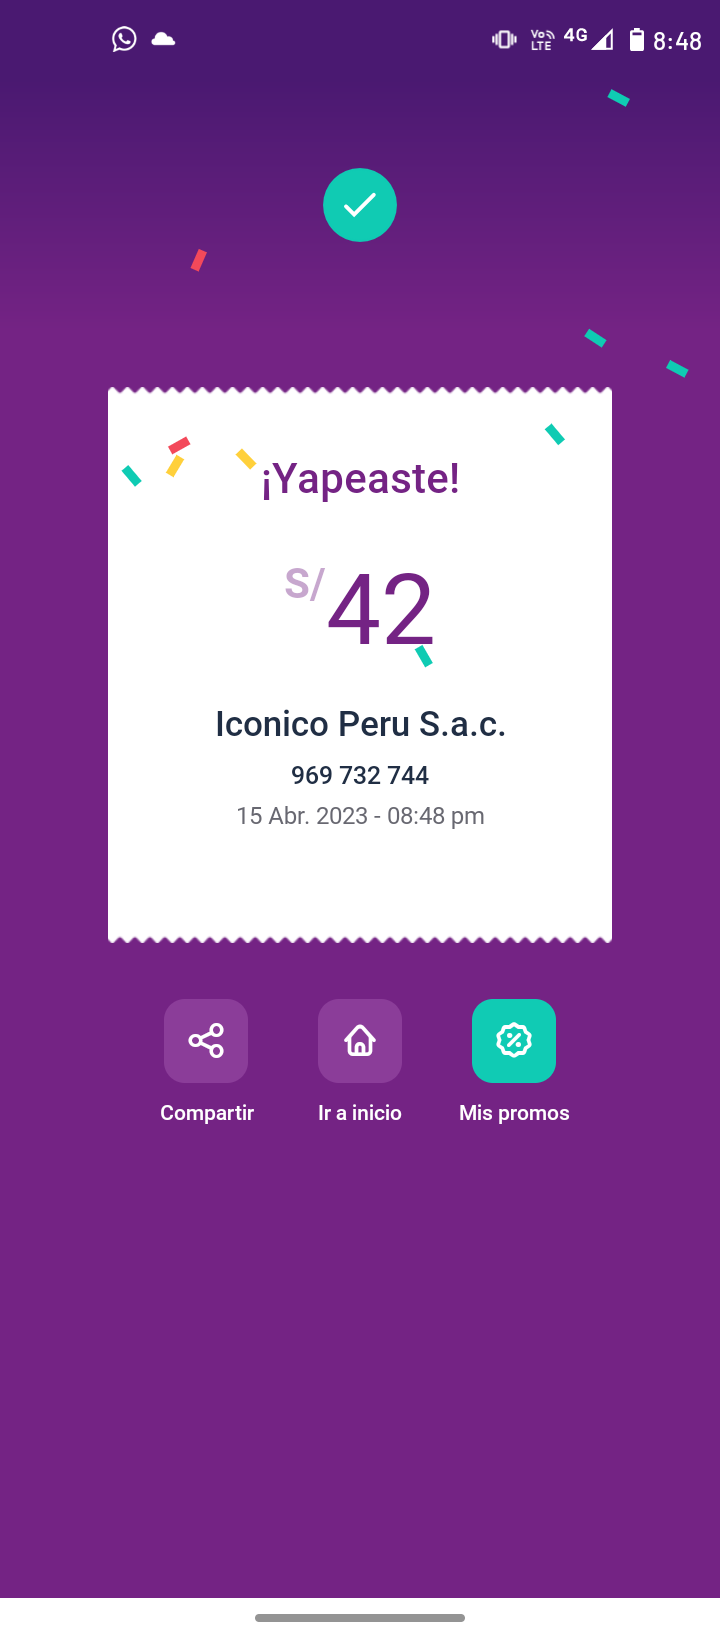 Vo LTE 4G 8:48
¡Yapeaste!
S/42
Iconico Peru S.a.c.
969 732 744
15 Abr. 2023 - 08:48 pm
Compartir Ir a inicio Mis promos